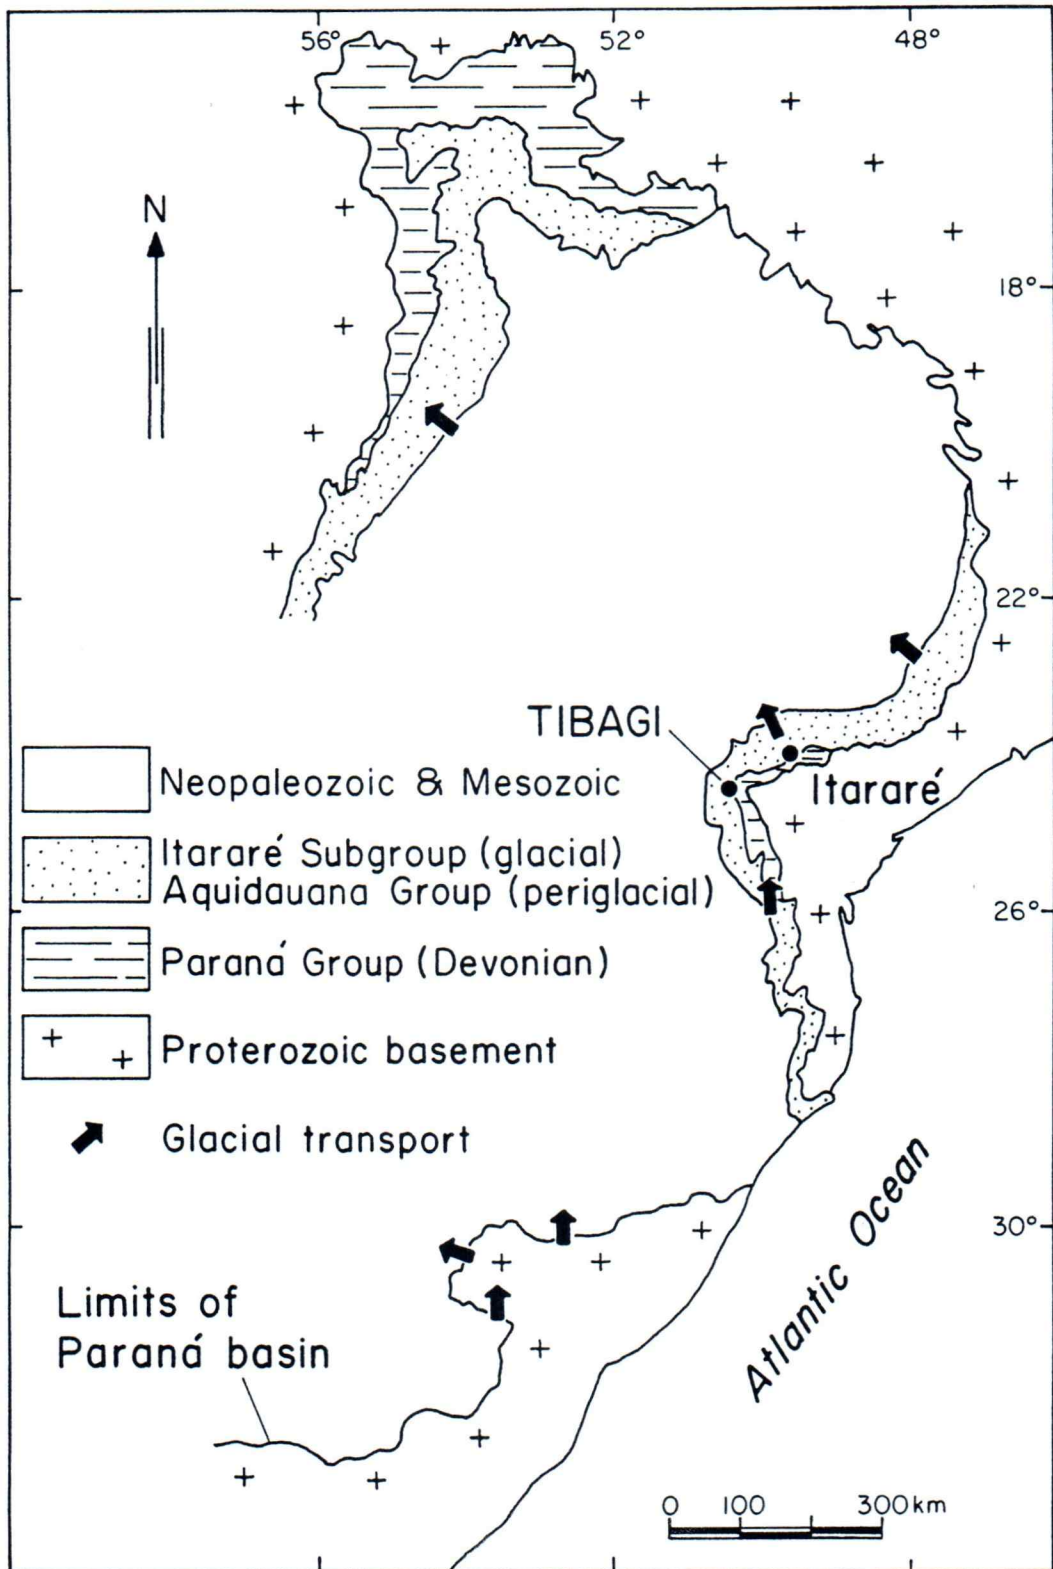 56° 52° 48°
N
18°
22°
TIBAGI
Itararé
Neopaleozoic & Mesozoic
Itararé Subgroup (glacial)
Aquidauana Group (periglacial)
26°
Paraná Group (Devonian)
Proterozoic basement
Glacial transport
30°
Atlantic Ocean
Limits of
Paraná basin
0 100 300km